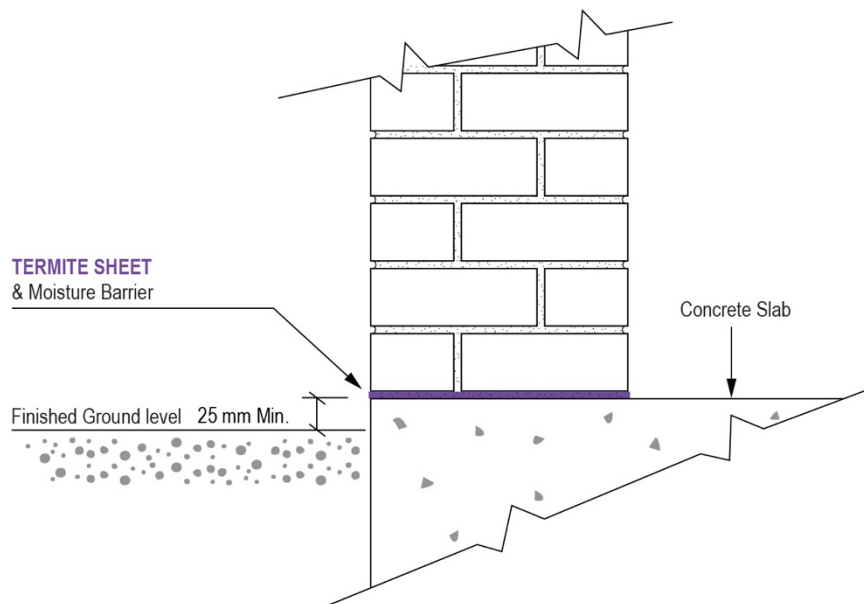 TERMITE SHEET
& Moisture Barrier
Concrete Slab
Finished Ground level 25 mm Min.